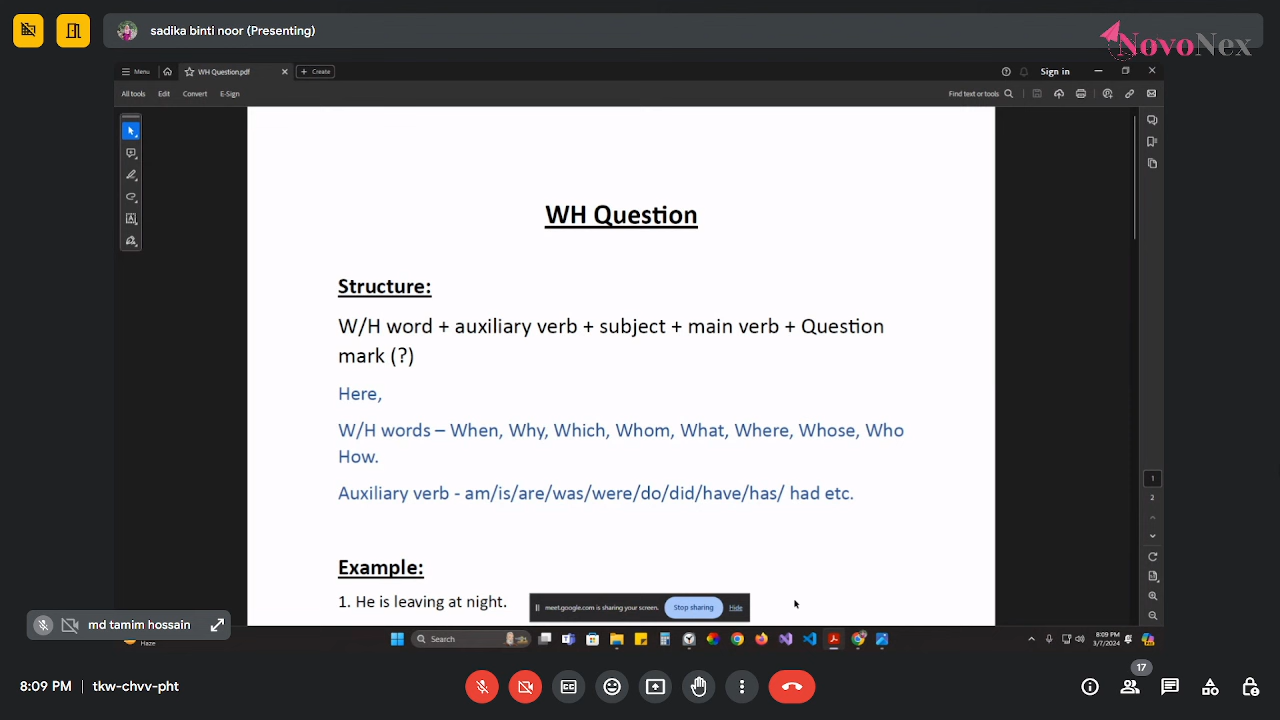 sadika binti noor (Presenting)
NovoNex
Menu
WH Question.pdf
Create
Sign in
All tools
Edit
Convert
E-Sign
Find text or tools
WH Question
Structure:
W/H word + auxiliary verb + subject + main verb + Question
mark (?)
Here,
W/H words – When, Why, Which, Whom, What, Where, Whose, Who
How.
Auxiliary verb - am/is/are/was/were/do/did/have/has/ had etc.
1
2
Example:
1. He is leaving at night.
meet.google.com is sharing your screen.
Stop sharing
Hide
md tamim hossain
Haze
Search
8:09 PM
3/7/2024
17
8:09 PM | tkw-chvv-pht